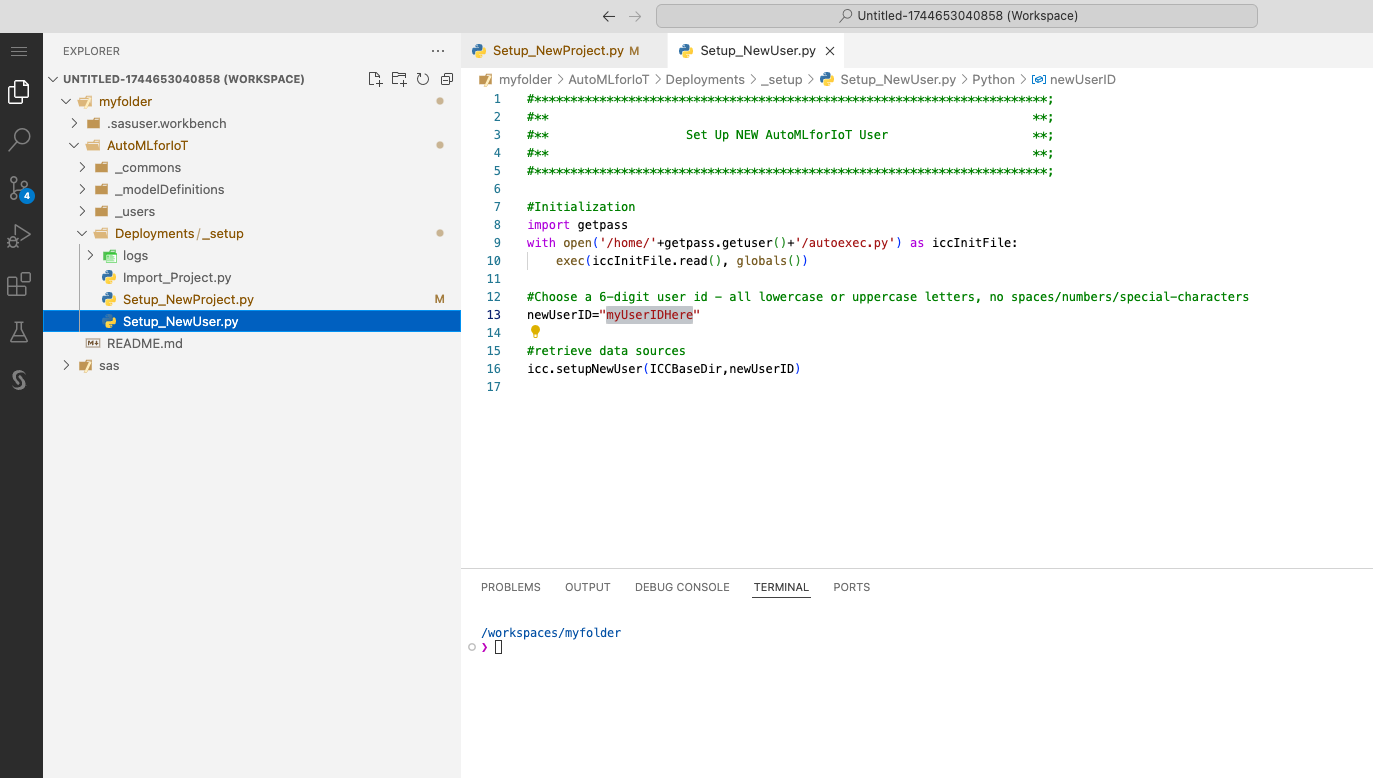 Untitled-1744653040858 (Workspace)
EXPLORER
UNTITLED-1744653040858 (WORKSPACE)
myfolder
.sasuser.workbench
AutoMLforIoT
_commons
_modelDefinitions
_users
Deployments / _setup
logs
Import_Project.py
Setup_NewProject.py M
Setup_NewUser.py
README.md
sas
4
Setup_NewProject.py M
Setup_NewUser.py
myfolder > AutoMLforIoT > Deployments > _setup > Setup_NewUser.py > Python > newUserID
1 #***********************************************************************;
2 #** **;
3 #** Set Up NEW AutoMLforIoT User **;
4 #** **;
5 #***********************************************************************;
6
7 #Initialization
8 import getpass
9 with open('/home/'+getpass.getuser()+'/autoexec.py') as iccInitFile:
10 exec(iccInitFile.read(), globals())
11
12 #Choose a 6-digit user id - all lowercase or uppercase letters, no spaces/numbers/special-characters
13 newUserID="myUserIDHere"
14
15 #retrieve data sources
16 icc.setupNewUser(ICCBaseDir,newUserID)
17
PROBLEMS OUTPUT DEBUG CONSOLE TERMINAL PORTS
/workspaces/myfolder
❯